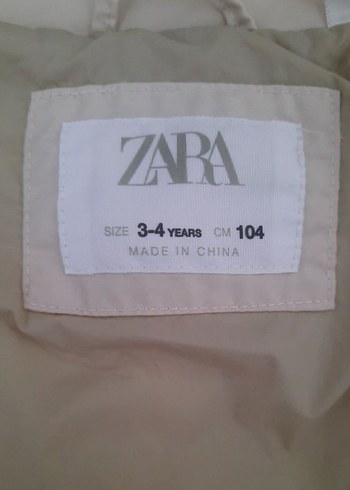 ZARA
SIZE 3-4 YEARS CM 104
MADE IN CHINA